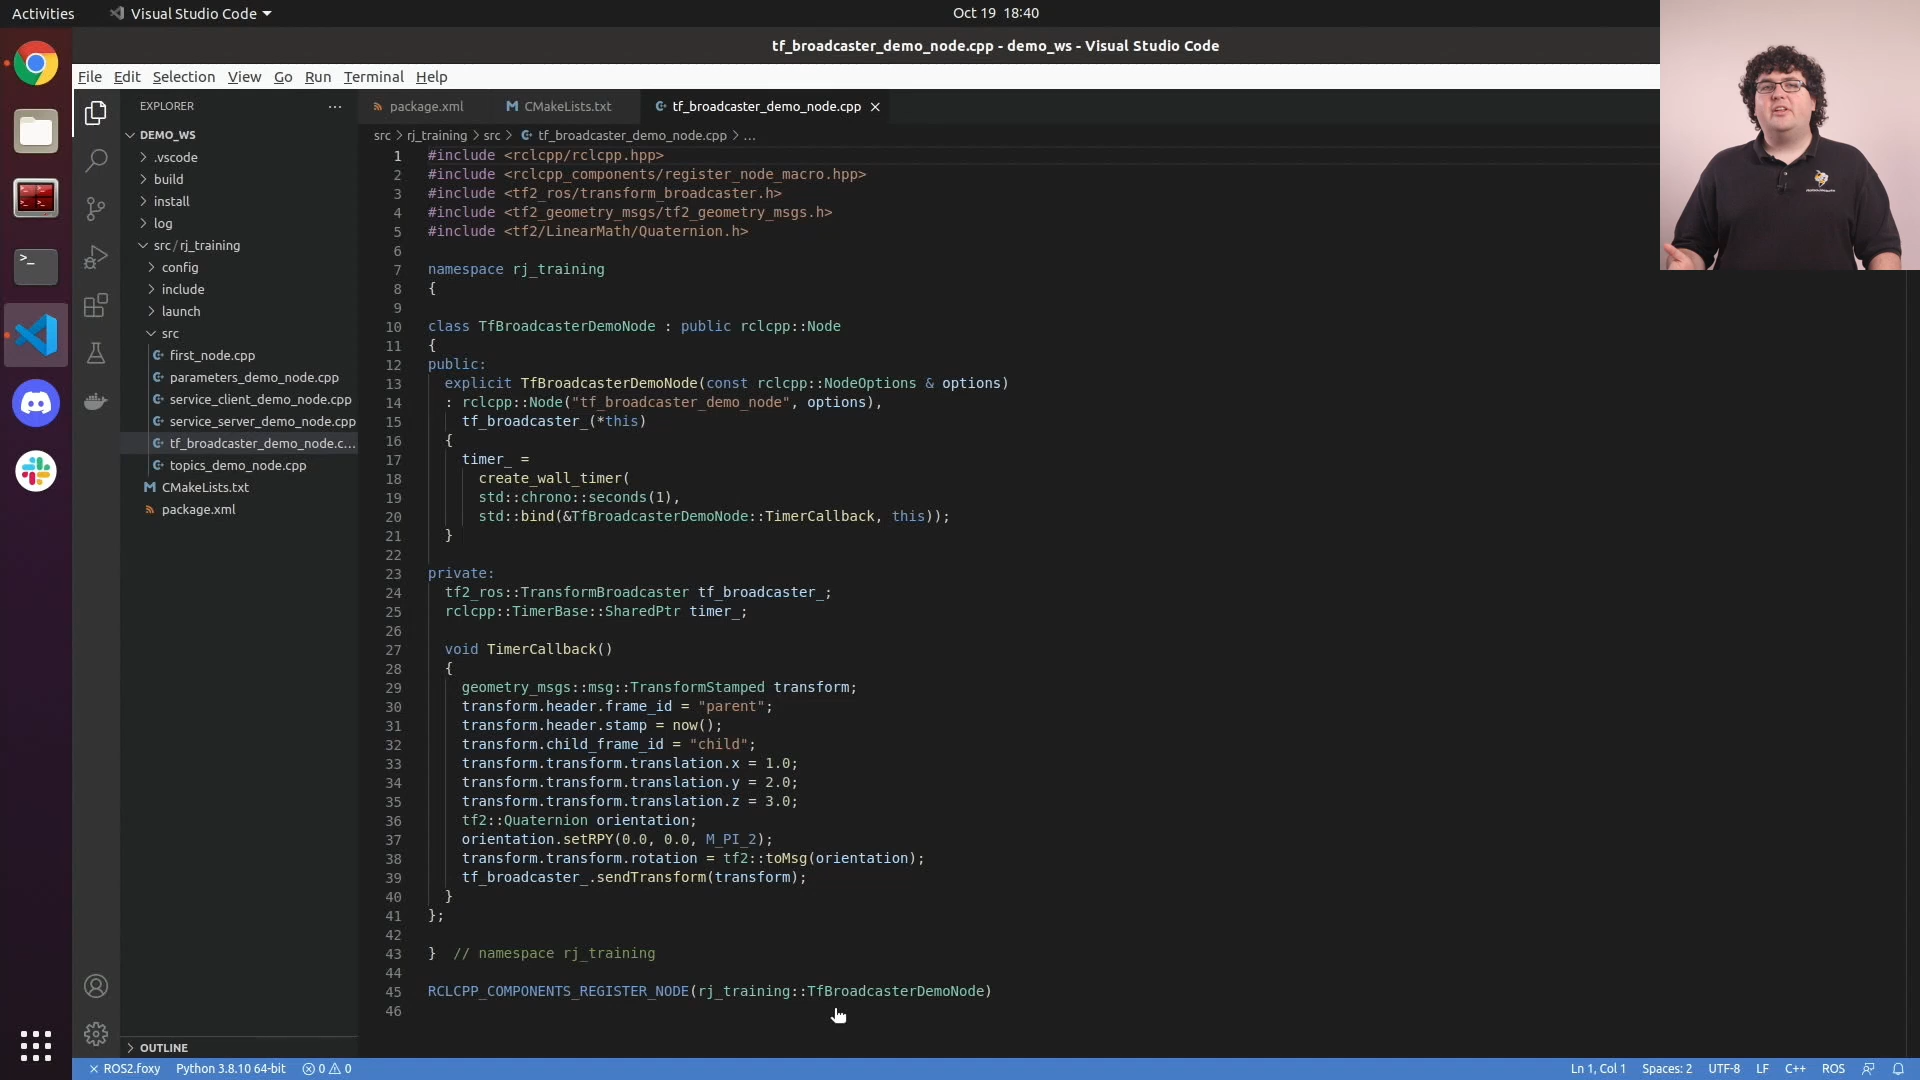 Activities
Visual Studio Code
Oct 19 18:40
tf_broadcaster_demo_node.cpp - demo_ws - Visual Studio Code
File Edit Selection View Go Run Terminal Help
EXPLORER
DEMO_WS
.vscode
build
install
log
src/rj_training
config
include
launch
src
first_node.cpp
parameters_demo_node.cpp
service_client_demo_node.cpp
service_server_demo_node.cpp
tf_broadcaster_demo_node.c...
topics_demo_node.cpp
CMakeLists.txt
package.xml
OUTLINE
package.xml
CMakeLists.txt
tf_broadcaster_demo_node.cpp
src > rj_training > src > tf_broadcaster_demo_node.cpp > ...
1 #include <rclcpp/rclcpp.hpp>
2 #include <rclcpp_components/register_node_macro.hpp>
3 #include <tf2_ros/transform_broadcaster.h>
4 #include <tf2_geometry_msgs/tf2_geometry_msgs.h>
5 #include <tf2/LinearMath/Quaternion.h>
6
7 namespace rj_training
8 {
9
10 class TfBroadcasterDemoNode : public rclcpp::Node
11 {
12 public:
13 explicit TfBroadcasterDemoNode(const rclcpp::NodeOptions & options)
14 : rclcpp::Node("tf_broadcaster_demo_node", options),
15 tf_broadcaster_(*this)
16 {
17 timer_ =
18 create_wall_timer(
19 std::chrono::seconds(1),
20 std::bind(&TfBroadcasterDemoNode::TimerCallback, this));
21 }
22
23 private:
24 tf2_ros::TransformBroadcaster tf_broadcaster_;
25 rclcpp::TimerBase::SharedPtr timer_;
26
27 void TimerCallback()
28 {
29 geometry_msgs::msg::TransformStamped transform;
30 transform.header.frame_id = "parent";
31 transform.header.stamp = now();
32 transform.child_frame_id = "child";
33 transform.transform.translation.x = 1.0;
34 transform.transform.translation.y = 2.0;
35 transform.transform.translation.z = 3.0;
36 tf2::Quaternion orientation;
37 orientation.setRPY(0.0, 0.0, M_PI_2);
38 transform.transform.rotation = tf2::toMsg(orientation);
39 tf_broadcaster_.sendTransform(transform);
40 }
41 };
42
43 } // namespace rj_training
44
45 RCLCPP_COMPONENTS_REGISTER_NODE(rj_training::TfBroadcasterDemoNode)
46
ROS2.foxy Python 3.8.10 64-bit 0 0 Ln 1, Col 1 Spaces: 2 UTF-8 LF C++ ROS